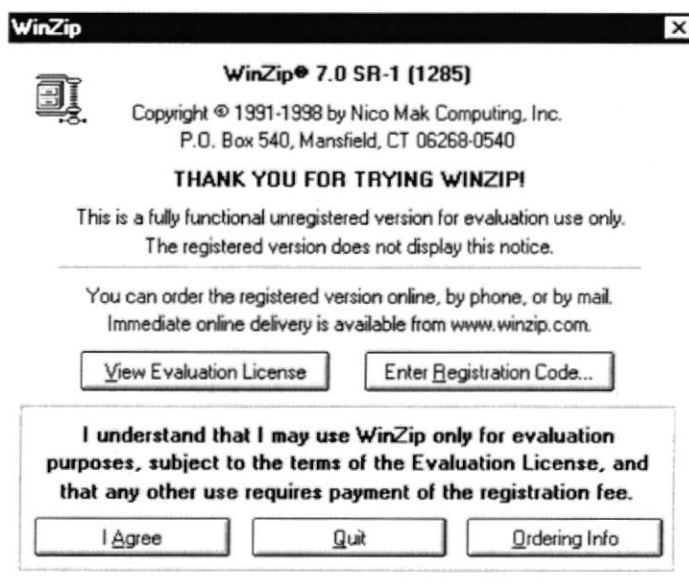 WinZip
WinZip® 7.0 SR-1 (1285)
Copyright © 1991-1998 by Nico Mak Computing, Inc.
P.O. Box 540, Mansfield, CT 06268-0540
THANK YOU FOR TRYING WINZIP!
This is a fully functional unregistered version for evaluation use only.
The registered version does not display this notice.
You can order the registered version online, by phone, or by mail.
Immediate online delivery is available from www.winzip.com.
View Evaluation License
Enter Registration Code...
I understand that I may use WinZip only for evaluation
purposes, subject to the terms of the Evaluation License, and
that any other use requires payment of the registration fee.
I Agree
Quit
Ordering Info